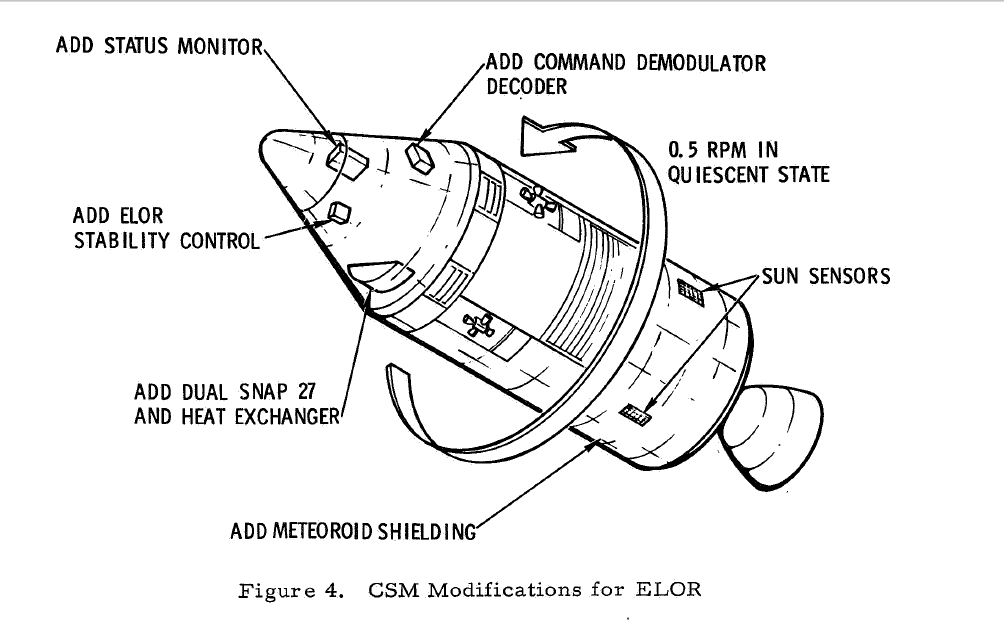 ADD STATUS MONITOR
ADD COMMAND DEMODULATOR
DECODER
0.5 RPM IN
QUIESCENT STATE
ADD ELOR
STABILITY CONTROL
SUN SENSORS
ADD DUAL SNAP 27
AND HEAT EXCHANGER
ADD METEOROID SHIELDING
Figure 4. CSM Modifications for ELOR